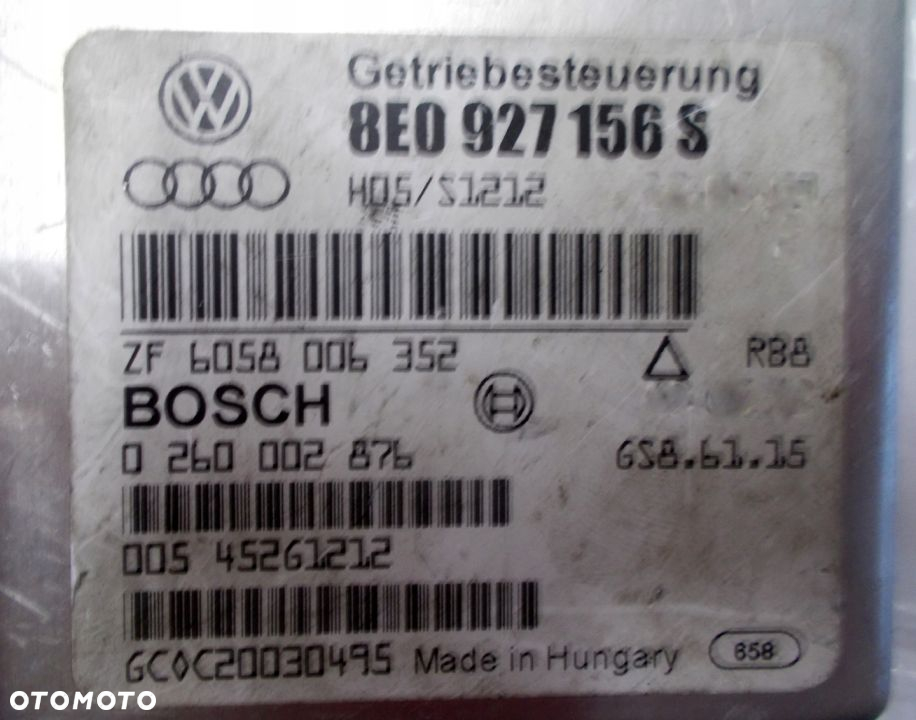 Getriebesteuerung
8E0 927 156 S
H05/S1212
ZF 6058 006 352
RB8
BOSCH
0 260 002 876
GS8.61.15
005 45261212
GC0C20030495 Made in Hungary 658
OTOMOTO